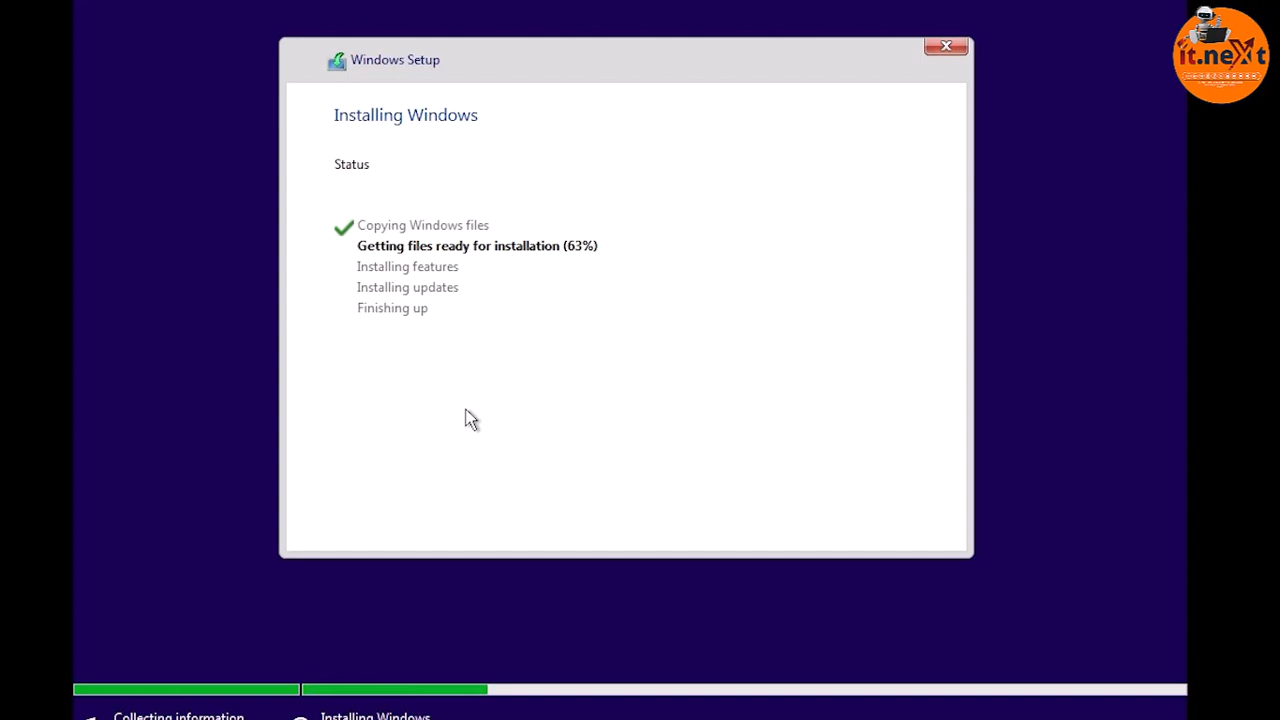 it.neXt
Windows Setup
Installing Windows
Status
Copying Windows files
Getting files ready for installation (63%)
Installing features
Installing updates
Finishing up
Collecting information
Installing Windows